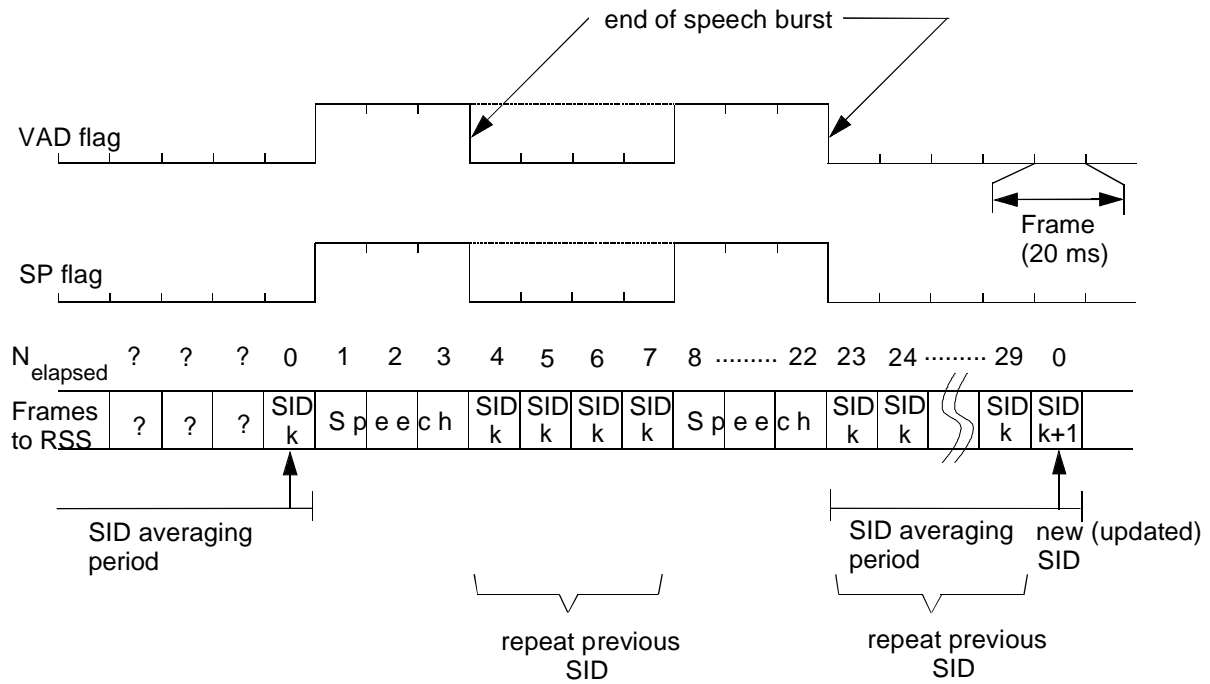 end of speech burst
VAD flag
Frame
(20 ms)
SP flag
N elapsed ? ? ? 0 1 2 3 4 5 6 7 8 ......... 22 23 24 ......... 29 0
Frames to RSS ? ? ? SID k Speech SID k SID k SID k SID k Speech SID k SID k SID k SID k+1
SID averaging period
SID averaging period
new (updated) SID
repeat previous SID
repeat previous SID